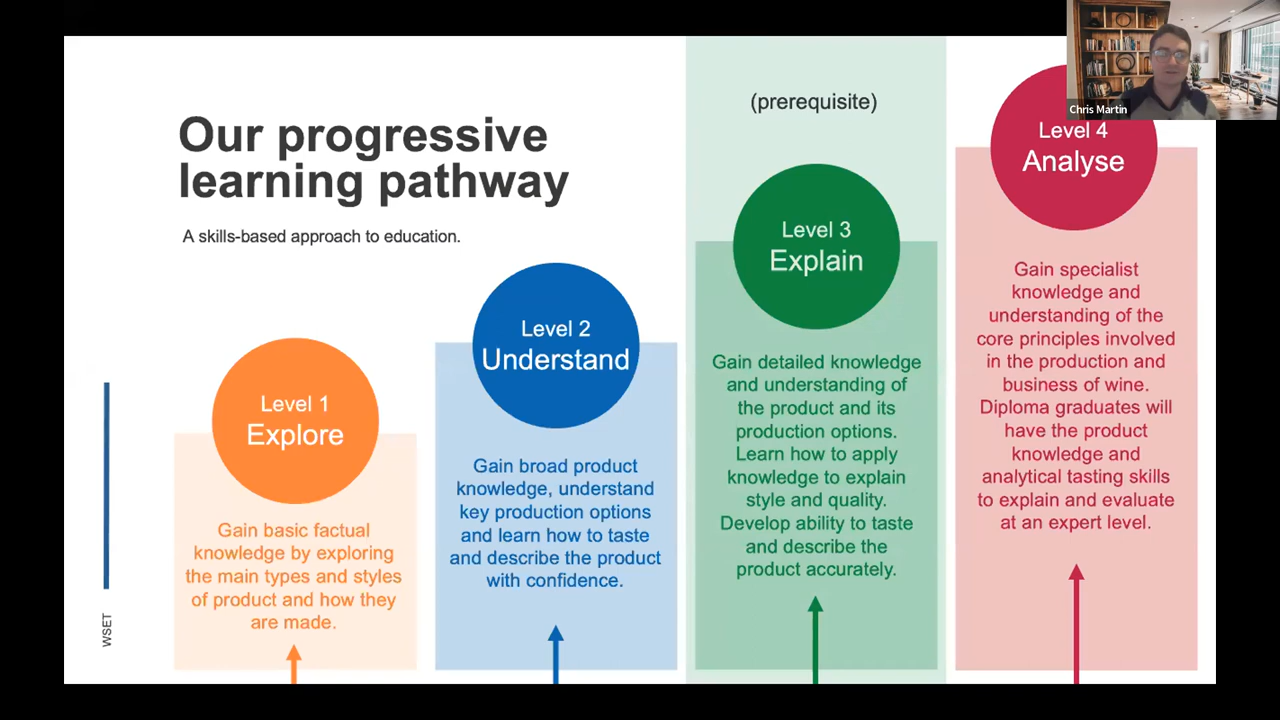 Our progressive
learning pathway
A skills-based approach to education.
WSET
Level 1
Explore
Gain basic factual
knowledge by exploring
the main types and styles
of product and how they
are made.
Level 2
Understand
Gain broad product
knowledge, understand
key production options
and learn how to taste
and describe the product
with confidence.
(prerequisite)
Level 3
Explain
Gain detailed knowledge
and understanding of
the product and its
production options.
Learn how to apply
knowledge to explain
style and quality.
Develop ability to taste
and describe the
product accurately.
Chris Martin
Level 4
Analyse
Gain specialist
knowledge and
understanding of the
core principles involved
in the production and
business of wine.
Diploma graduates will
have the product
knowledge and
analytical tasting skills
to explain and evaluate
at an expert level.